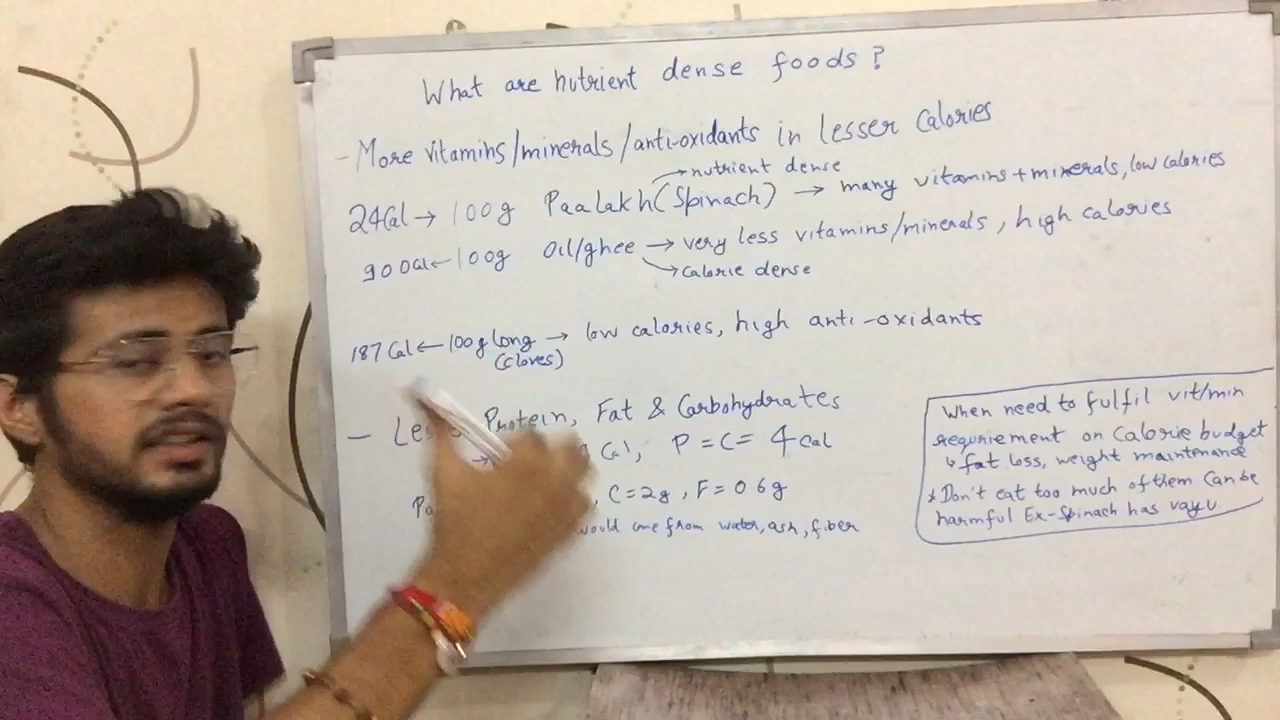 What are nutrient dense foods?
- More vitamins/minerals/anti-oxidants in lesser Calories
→ nutrient dense
24Cal → 100g Paalakh (Spinach) → many vitamins + minerals, low calories
900Cal ← 100g Oil/ghee → very less vitamins/minerals, high calories
→ Calorie dense
187 Cal ← 100g long → low calories, high anti-oxidants
(cloves)
- Protein, Fat & Carbohydrates
→ Cal, P = C = 4 Cal
, C = 2g, F = 0.6g
would come from water, ash, fiber
When need to fulfil vit/min
requriement on Calorie budget
↳ fat loss, weight maintenance
* Don't eat too much of them Can be
harmful Ex - Spinach has